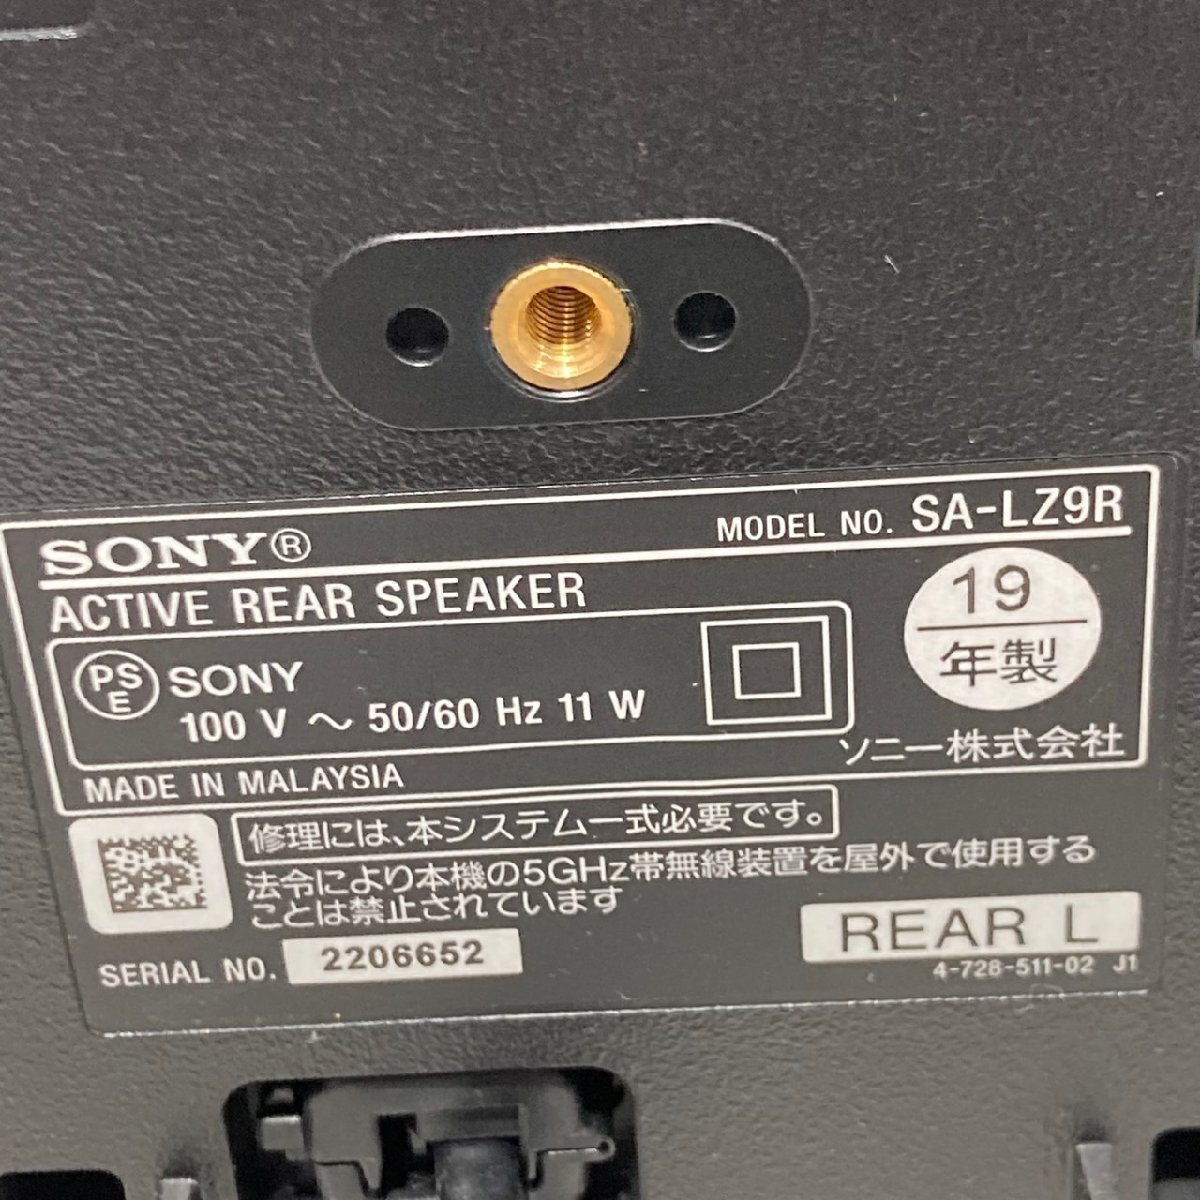 SONY®
MODEL NO. SA-LZ9R
ACTIVE REAR SPEAKER
19
年製
PS
E
SONY
100 V ～ 50/60 Hz 11 W
ソニー株式会社
MADE IN MALAYSIA
修理には、本システム一式必要です。
法令により本機の5GHz帯無線装置を屋外で使用する
ことは禁止されています
REAR L
SERIAL NO. 2206652
4-728-511-02 J1